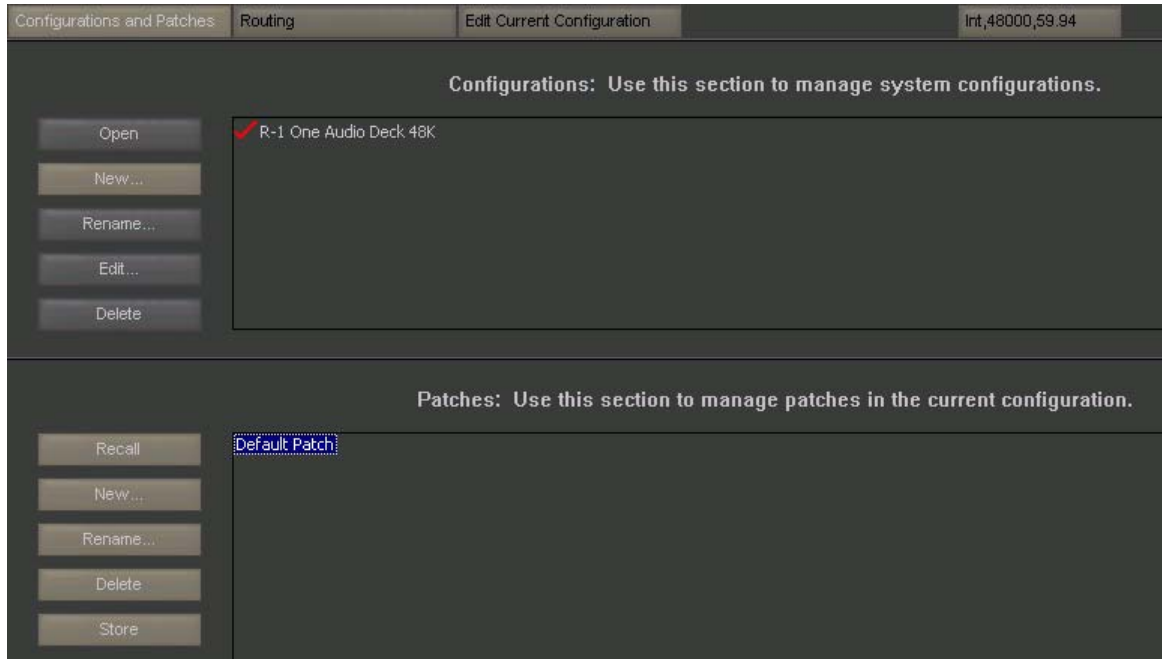 Configurations and Patches Routing Edit Current Configuration Int,48000,59.94
Configurations: Use this section to manage system configurations.
Open
R-1 One Audio Deck 48K
New...
Rename...
Edit...
Delete
Patches: Use this section to manage patches in the current configuration.
Recall
Default Patch
New...
Rename...
Delete
Store